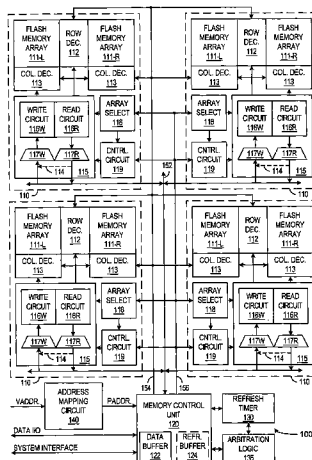 FLASH MEMORY ARRAY 111-L
ROW DEC. 112
FLASH MEMORY ARRAY 111-R
COL. DEC. 113
COL. DEC. 113
WRITE CIRCUIT 116W
READ CIRCUIT 116R
ARRAY SELECT 118
117W
117R
CNTRL. CIRCUIT 119
114
115
110
FLASH MEMORY ARRAY 111-L
ROW DEC. 112
FLASH MEMORY ARRAY 111-R
COL. DEC. 113
COL. DEC. 113
ARRAY SELECT 118
WRITE CIRCUIT 116W
READ CIRCUIT 116R
CNTRL. CIRCUIT 119
117W
117R
114
115
110
152
FLASH MEMORY ARRAY 111-L
ROW DEC. 112
FLASH MEMORY ARRAY 111-R
COL. DEC. 113
COL. DEC. 113
WRITE CIRCUIT 116W
READ CIRCUIT 116R
ARRAY SELECT 118
117W
117R
CNTRL. CIRCUIT 119
114
115
110
FLASH MEMORY ARRAY 111-L
ROW DEC. 112
FLASH MEMORY ARRAY 111-R
COL. DEC. 113
COL. DEC. 113
ARRAY SELECT 118
WRITE CIRCUIT 116W
READ CIRCUIT 116R
CNTRL. CIRCUIT 119
117W
117R
114
115
110
154
156
VADDR.
ADDRESS MAPPING CIRCUIT 140
PADDR.
DATA I/O
SYSTEM INTERFACE
MEMORY CONTROL UNIT 120
DATA BUFFER 122
REFR. BUFFER 124
REFRESH TIMER 130
ARBITRATION LOGIC 135
100